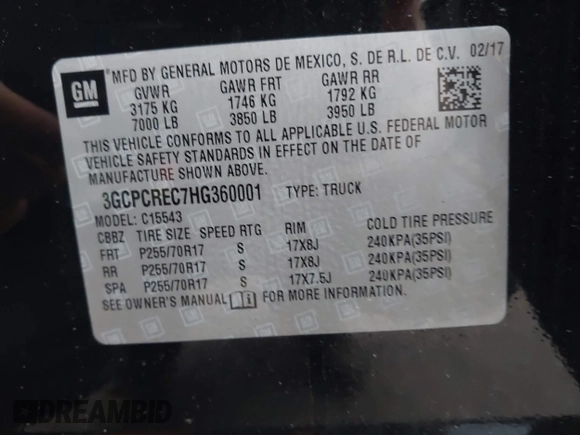 GM
MFD BY GENERAL MOTORS DE MEXICO, S. DE R.L. DE C.V. 02/17
GVWR GAWR FRT GAWR RR
3175 KG 1746 KG 1792 KG
7000 LB 3850 LB 3950 LB
THIS VEHICLE CONFORMS TO ALL APPLICABLE U.S. FEDERAL MOTOR
VEHICLE SAFETY STANDARDS IN EFFECT ON THE DATE OF
MANUFACTURE SHOWN ABOVE.
3GCPCREC7HG360001 TYPE: TRUCK
MODEL: C15543
CBBZ TIRE SIZE SPEED RTG RIM COLD TIRE PRESSURE
FRT P255/70R17 S 17X8J 240KPA(35PSI)
RR P255/70R17 S 17X8J 240KPA(35PSI)
SPA P255/70R17 S 17X7.5J 240KPA(35PSI)
SEE OWNER'S MANUAL FOR MORE INFORMATION.
DREAMBID